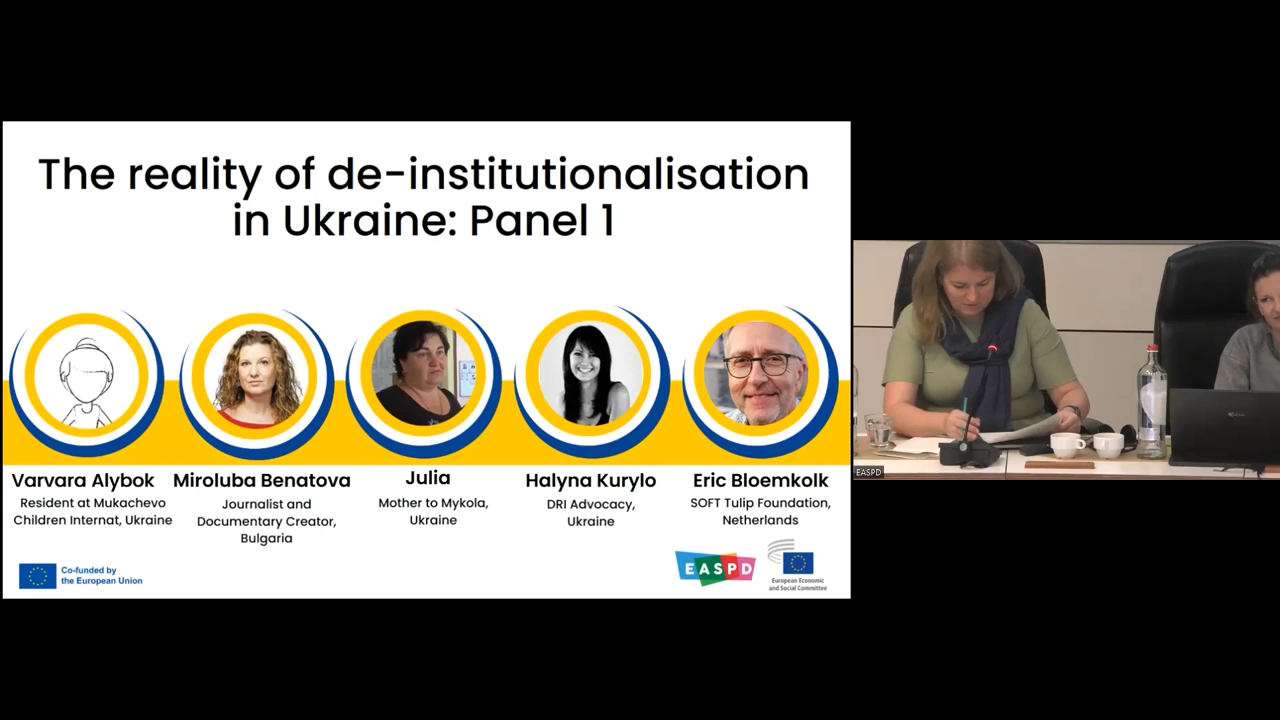 The reality of de-institutionalisation
in Ukraine: Panel 1
Varvara Alybok
Resident at Mukachevo
Children Internat, Ukraine
Miroluba Benatova
Journalist and
Documentary Creator,
Bulgaria
Julia
Mother to Mykola,
Ukraine
Halyna Kurylo
DRI Advocacy,
Ukraine
Eric Bloemkolk
SOFT Tulip Foundation,
Netherlands
Co-funded by
the European Union
EASPD
European Economic
and Social Committee
EASPD